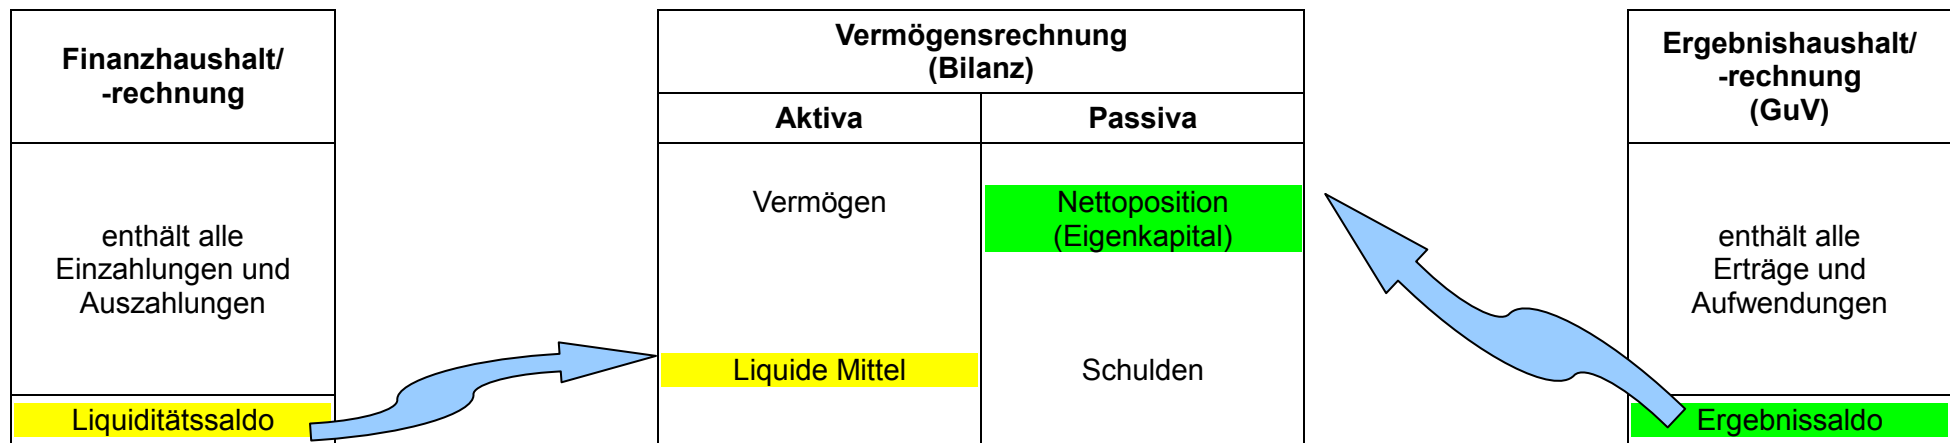 Finanzhaushalt/
-rechnung
enthält alle
Einzahlungen und
Auszahlungen
Liquiditätssaldo
Vermögensrechnung
(Bilanz)
Aktiva
Passiva
Vermögen
Nettoposition
(Eigenkapital)
Liquide Mittel
Schulden
Ergebnishaushalt/
-rechnung
(GuV)
enthält alle
Erträge und
Aufwendungen
Ergebnissaldo